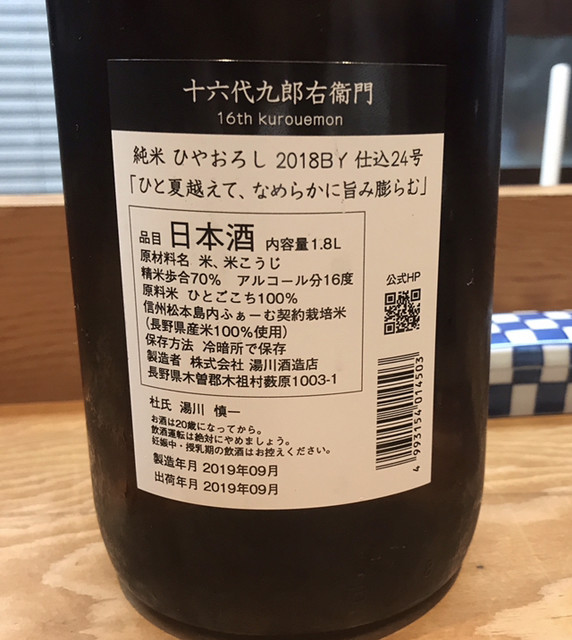 十六代九郎右衛門
16th kurouemon
純米 ひやおろし 2018BY 仕込24号
「ひと夏越えて、なめらかに旨み膨らむ」
品目 日本酒 内容量1.8L
原材料名 米、米こうじ
精米歩合70% アルコール分16度
原料米 ひとごこち100%
信州松本島内ふぁーむ契約栽培米
(長野県産米100%使用)
保存方法 冷暗所で保存
製造者 株式会社 湯川酒造店
長野県木曽郡木祖村薮原1003-1
公式HP
4993154014503
杜氏 湯川 慎一
お酒は20歳になってから。
飲酒運転は絶対にやめましょう。
妊娠中・授乳期の飲酒はお控えください。
製造年月 2019年09月
出荷年月 2019年09月